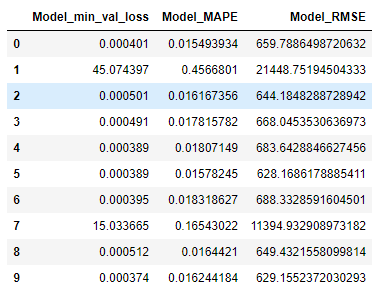 Model_min_val_loss Model_MAPE Model_RMSE
0 0.000401 0.015493934 659.7886498720632
1 45.074397 0.4566801 21448.75194504333
2 0.000501 0.016167356 644.1848288728942
3 0.000491 0.017815782 668.0453530636973
4 0.000389 0.01807149 683.6428846627456
5 0.000389 0.01578245 628.1686178885411
6 0.000395 0.018318627 688.3328591604501
7 15.033665 0.16543022 11394.932908973182
8 0.000512 0.0164421 649.4321558099814
9 0.000374 0.016244184 629.1552372030293